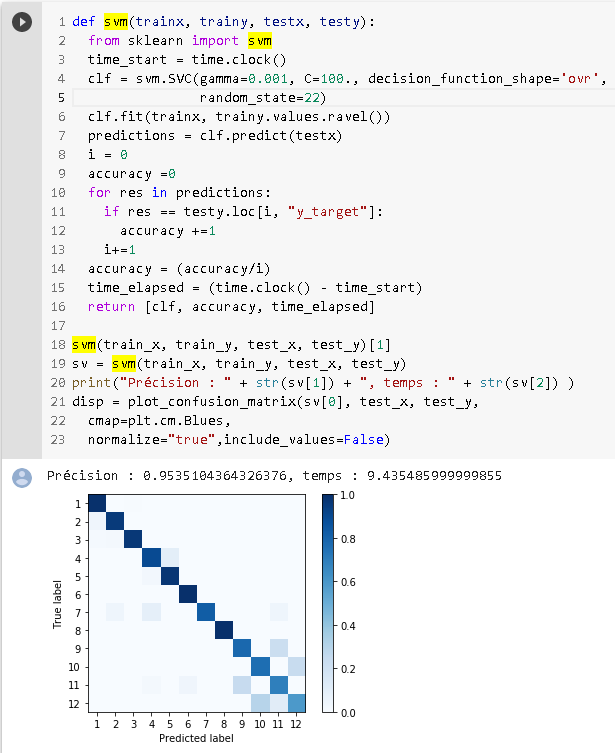 1 def svm(trainx, trainy, testx, testy):
2 from sklearn import svm
3 time_start = time.clock()
4 clf = svm.SVC(gamma=0.001, C=100., decision_function_shape='ovr',
5 random_state=22)
6 clf.fit(trainx, trainy.values.ravel())
7 predictions = clf.predict(testx)
8 i = 0
9 accuracy =0
10 for res in predictions:
11 if res == testy.loc[i, "y_target"]:
12 accuracy +=1
13 i+=1
14 accuracy = (accuracy/i)
15 time_elapsed = (time.clock() - time_start)
16 return [clf, accuracy, time_elapsed]
17
18 svm(train_x, train_y, test_x, test_y)[1]
19 sv = svm(train_x, train_y, test_x, test_y)
20 print("Précision : " + str(sv[1]) + ", temps : " + str(sv[2]) )
21 disp = plot_confusion_matrix(sv[0], test_x, test_y,
22 cmap=plt.cm.Blues,
23 normalize="true",include_values=False)
Précision : 0.9535104364326376, temps : 9.435485999999855
True label
1
2
3
4
5
6
7
8
9
10
11
12
1 2 3 4 5 6 7 8 9 10 11 12
Predicted label
1.0
0.8
0.6
0.4
0.2
0.0